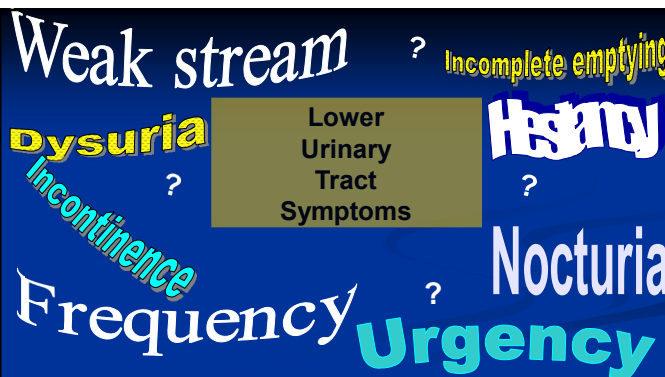 Weak stream
?
Incomplete emptying
Dysuria
Lower
Urinary
Tract
Symptoms
Hesitancy
?
?
Incontinence
Nocturia
Frequency
?
Urgency